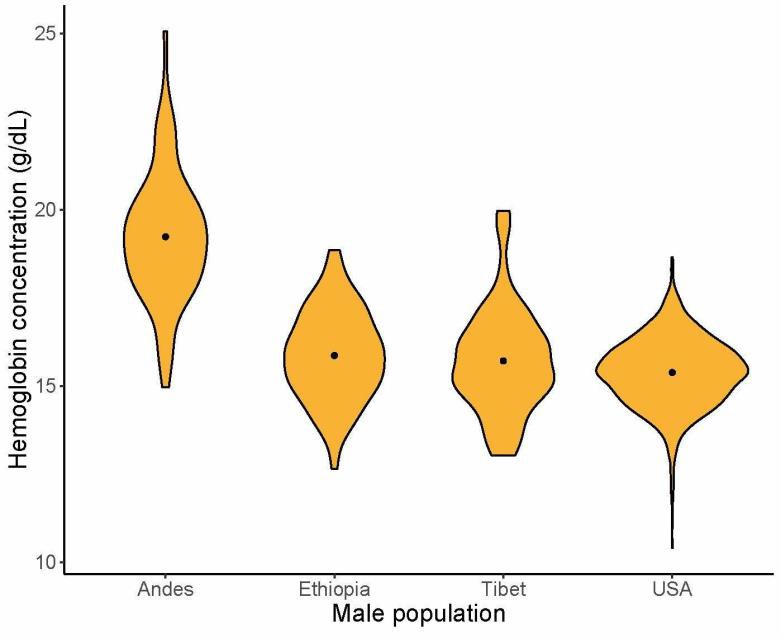 Hemoglobin concentration (g/dL)
25
20
15
10
Andes Ethiopia Tibet USA
Male population